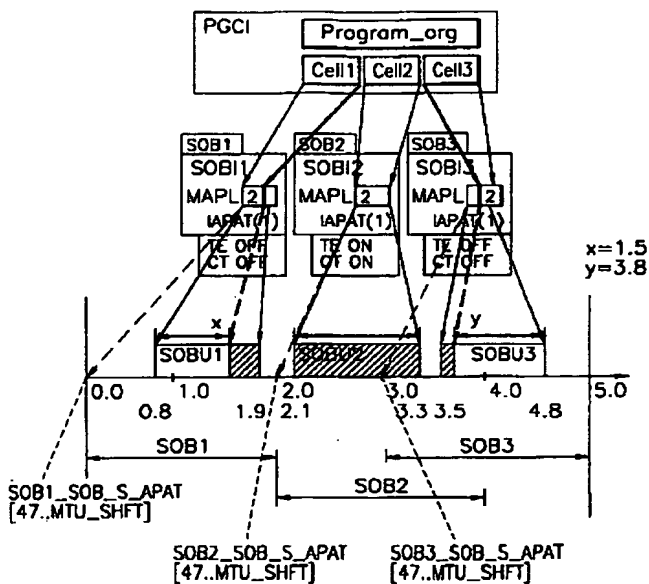 PGCI
Program_org
Cell1 Cell2 Cell3
SOB1 SOB2 SOB3
SOBI1 SOBI2 SOBI3
MAPL 2 MAPL 2 MAPL 2
IAPAT(1) IAPAT(1) IAPAT(1)
TE OFF TE ON TE OFF
CT OFF CT ON CT OFF
x=1.5
y=3.8
x y
SOBU1 SOBU2 SOBU3
0.0 1.0 2.0 3.0 4.0 5.0
0.8 1.9 2.1 3.3 3.5 4.8
SOB1 SOB3
SOB2
SOB1_SOB_S_APAT
[47..MTU_SHFT]
SOB2_SOB_S_APAT SOB3_SOB_S_APAT
[47..MTU_SHFT] [47..MTU_SHFT]